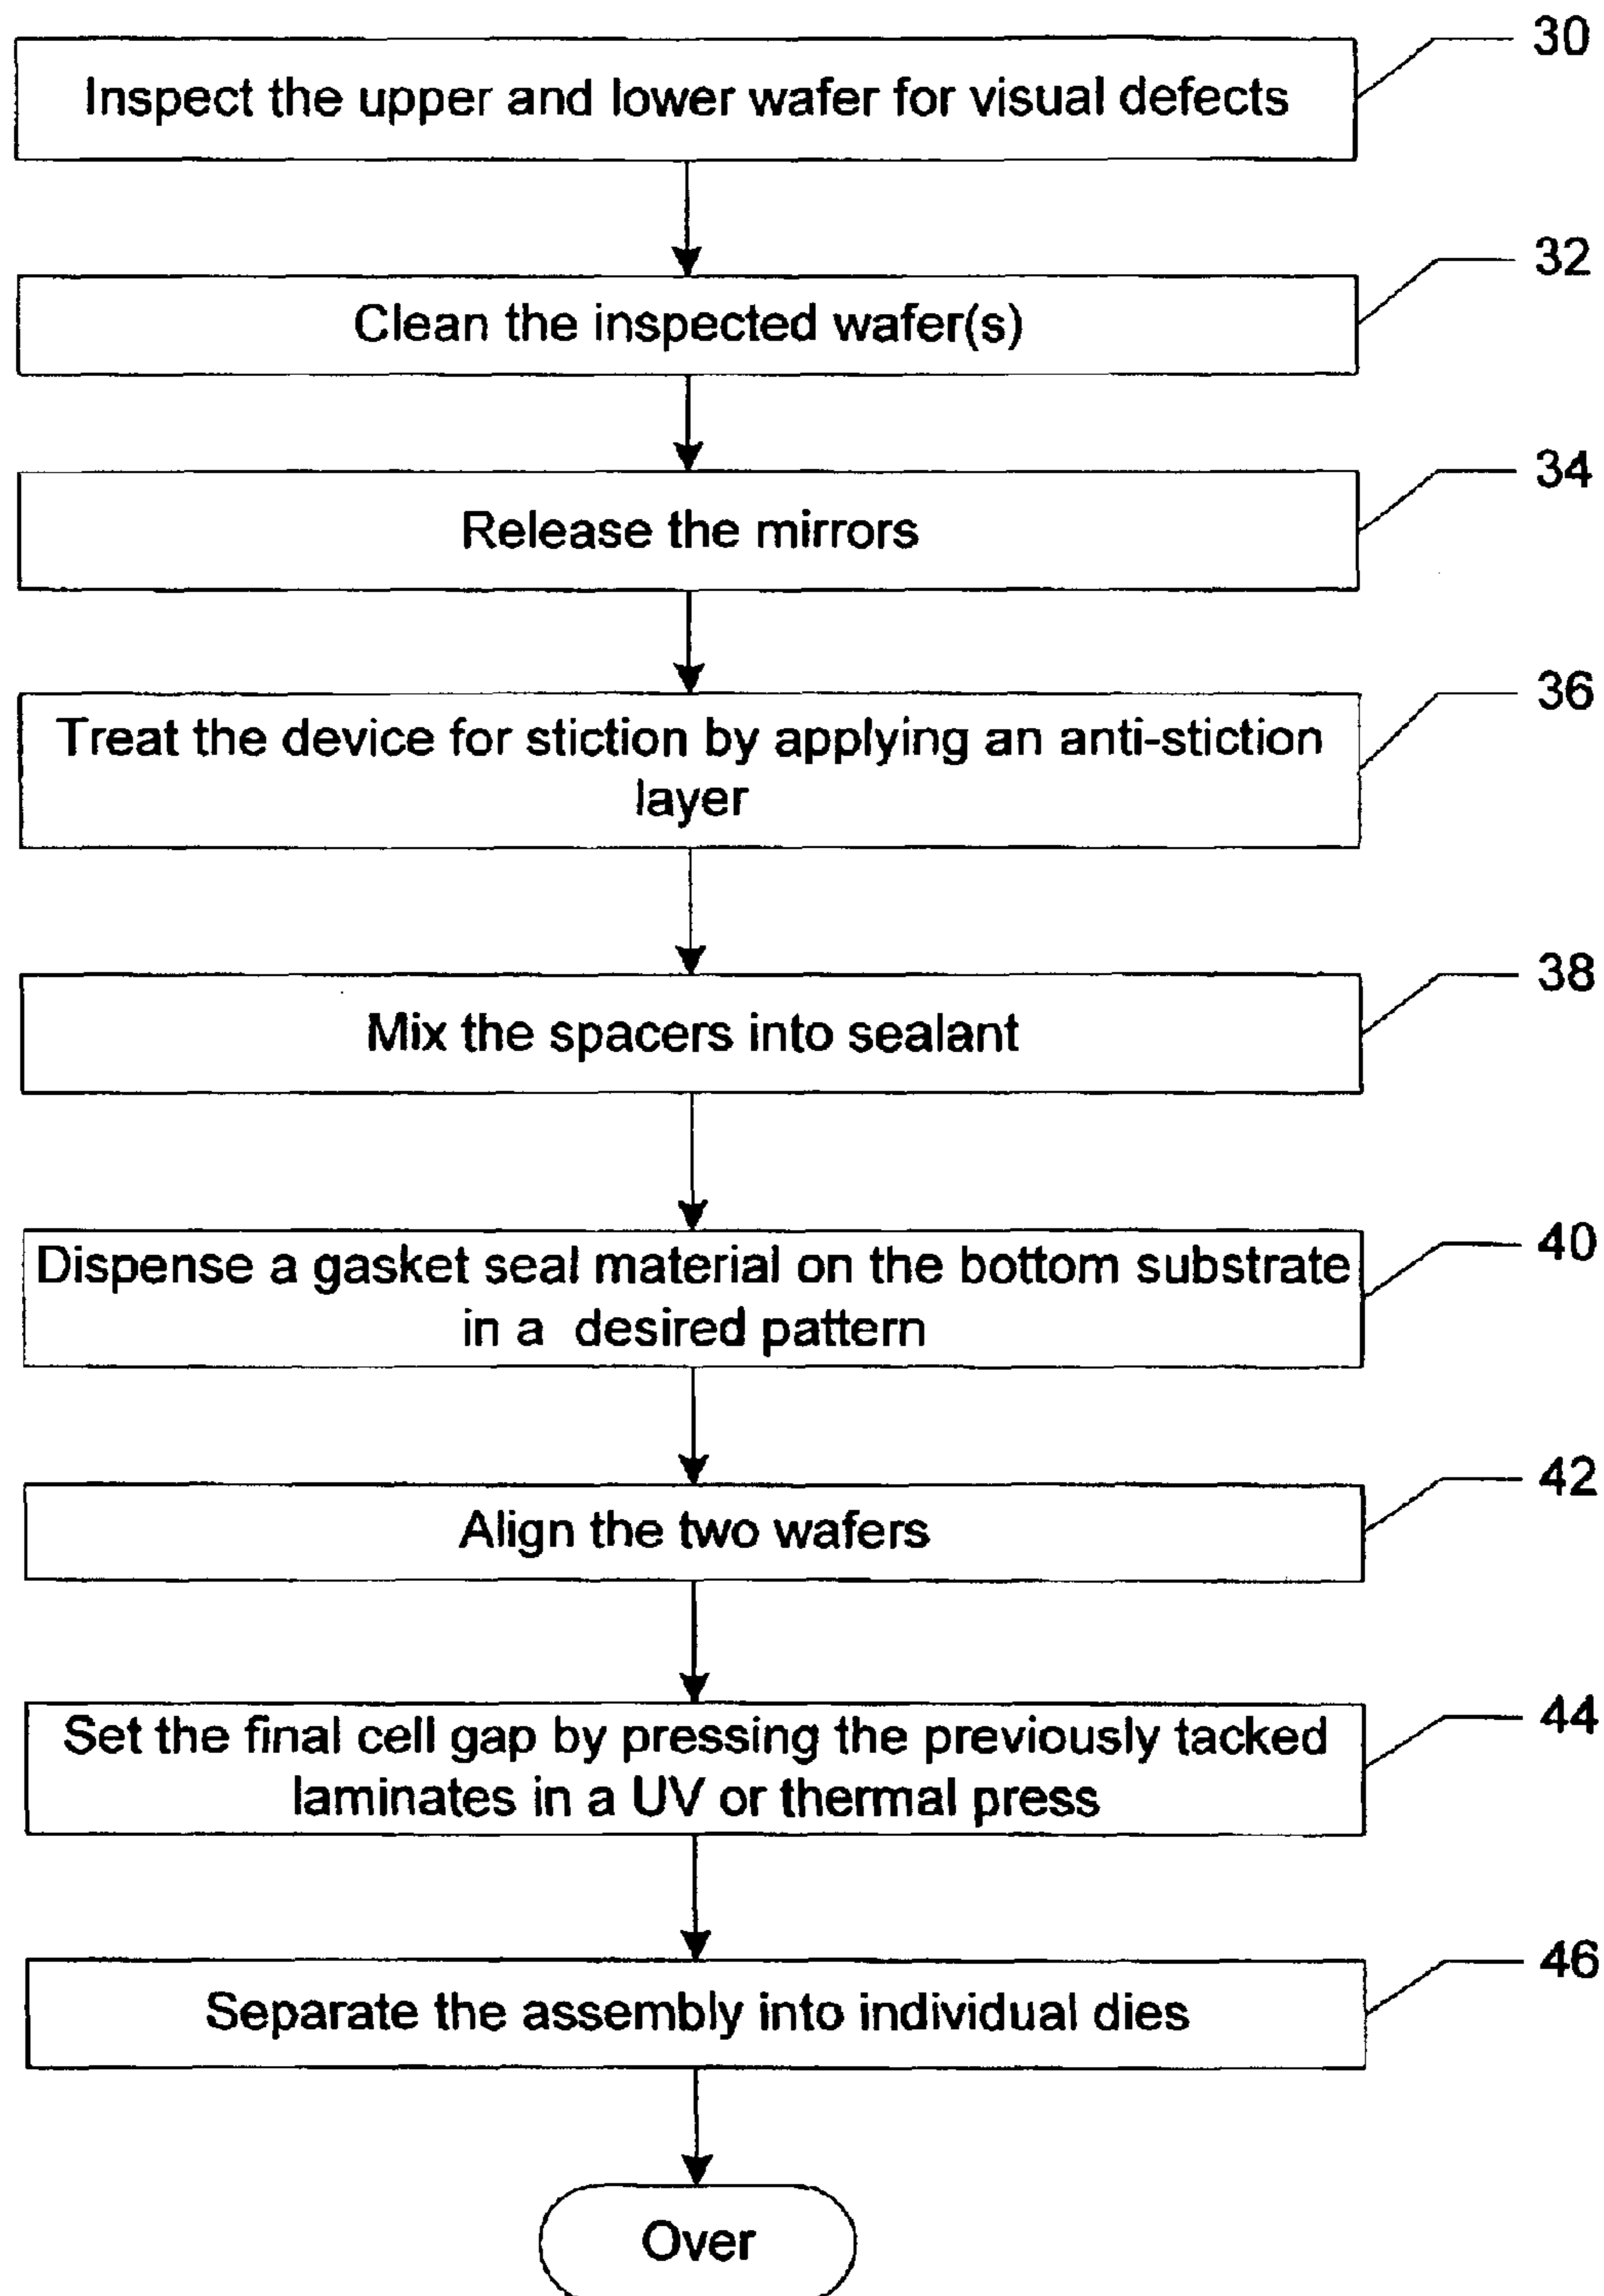 30
Inspect the upper and lower wafer for visual defects
32
Clean the inspected wafer(s)
34
Release the mirrors
36
Treat the device for stiction by applying an anti-stiction
layer
38
Mix the spacers into sealant
40
Dispense a gasket seal material on the bottom substrate
in a desired pattern
42
Align the two wafers
44
Set the final cell gap by pressing the previously tacked
laminates in a UV or thermal press
46
Separate the assembly into individual dies
Over